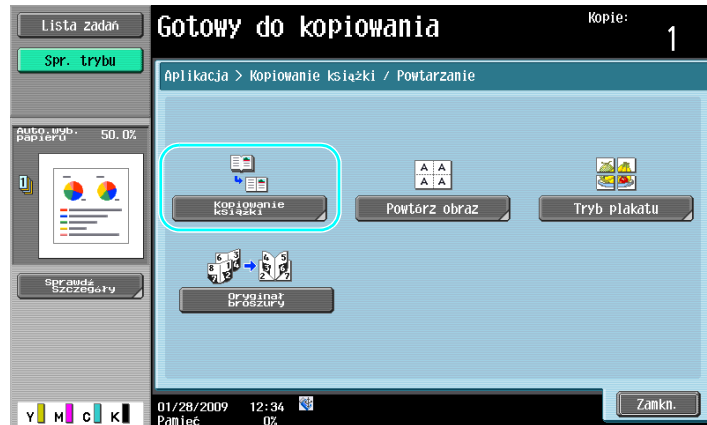 Lista zadań
Gotowy do kopiowania
Kopie:
1
Spr. trybu
Aplikacja > Kopiowanie książki / Powtarzanie
Auto.wyb.
papieru
50.0%
1
Kopiowanie
książki
A A
A A
Powtórz obraz
Tryb plakatu
Sprawdź
Szczegóły
Oryginał
broszury
Y M C K
01/28/2009 12:34
Pamięć 0%
Zamkn.